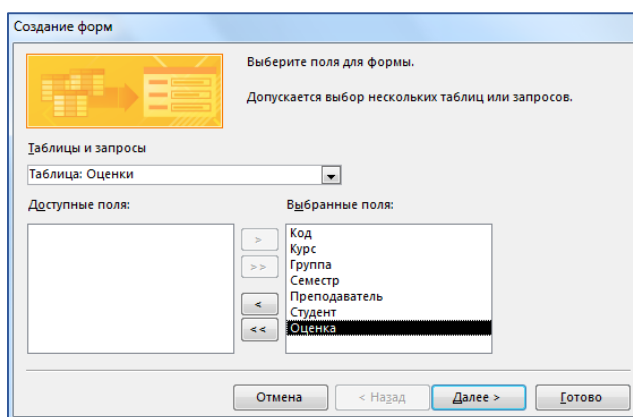 Создание форм
Выберите поля для формы.
Допускается выбор нескольких таблиц или запросов.
Таблицы и запросы
Таблица: Оценки
Доступные поля:
Выбранные поля:
>
>>
<
<<
Код
Курс
Группа
Семестр
Преподаватель
Студент
Оценка
Отмена
< Назад
Далее >
Готово